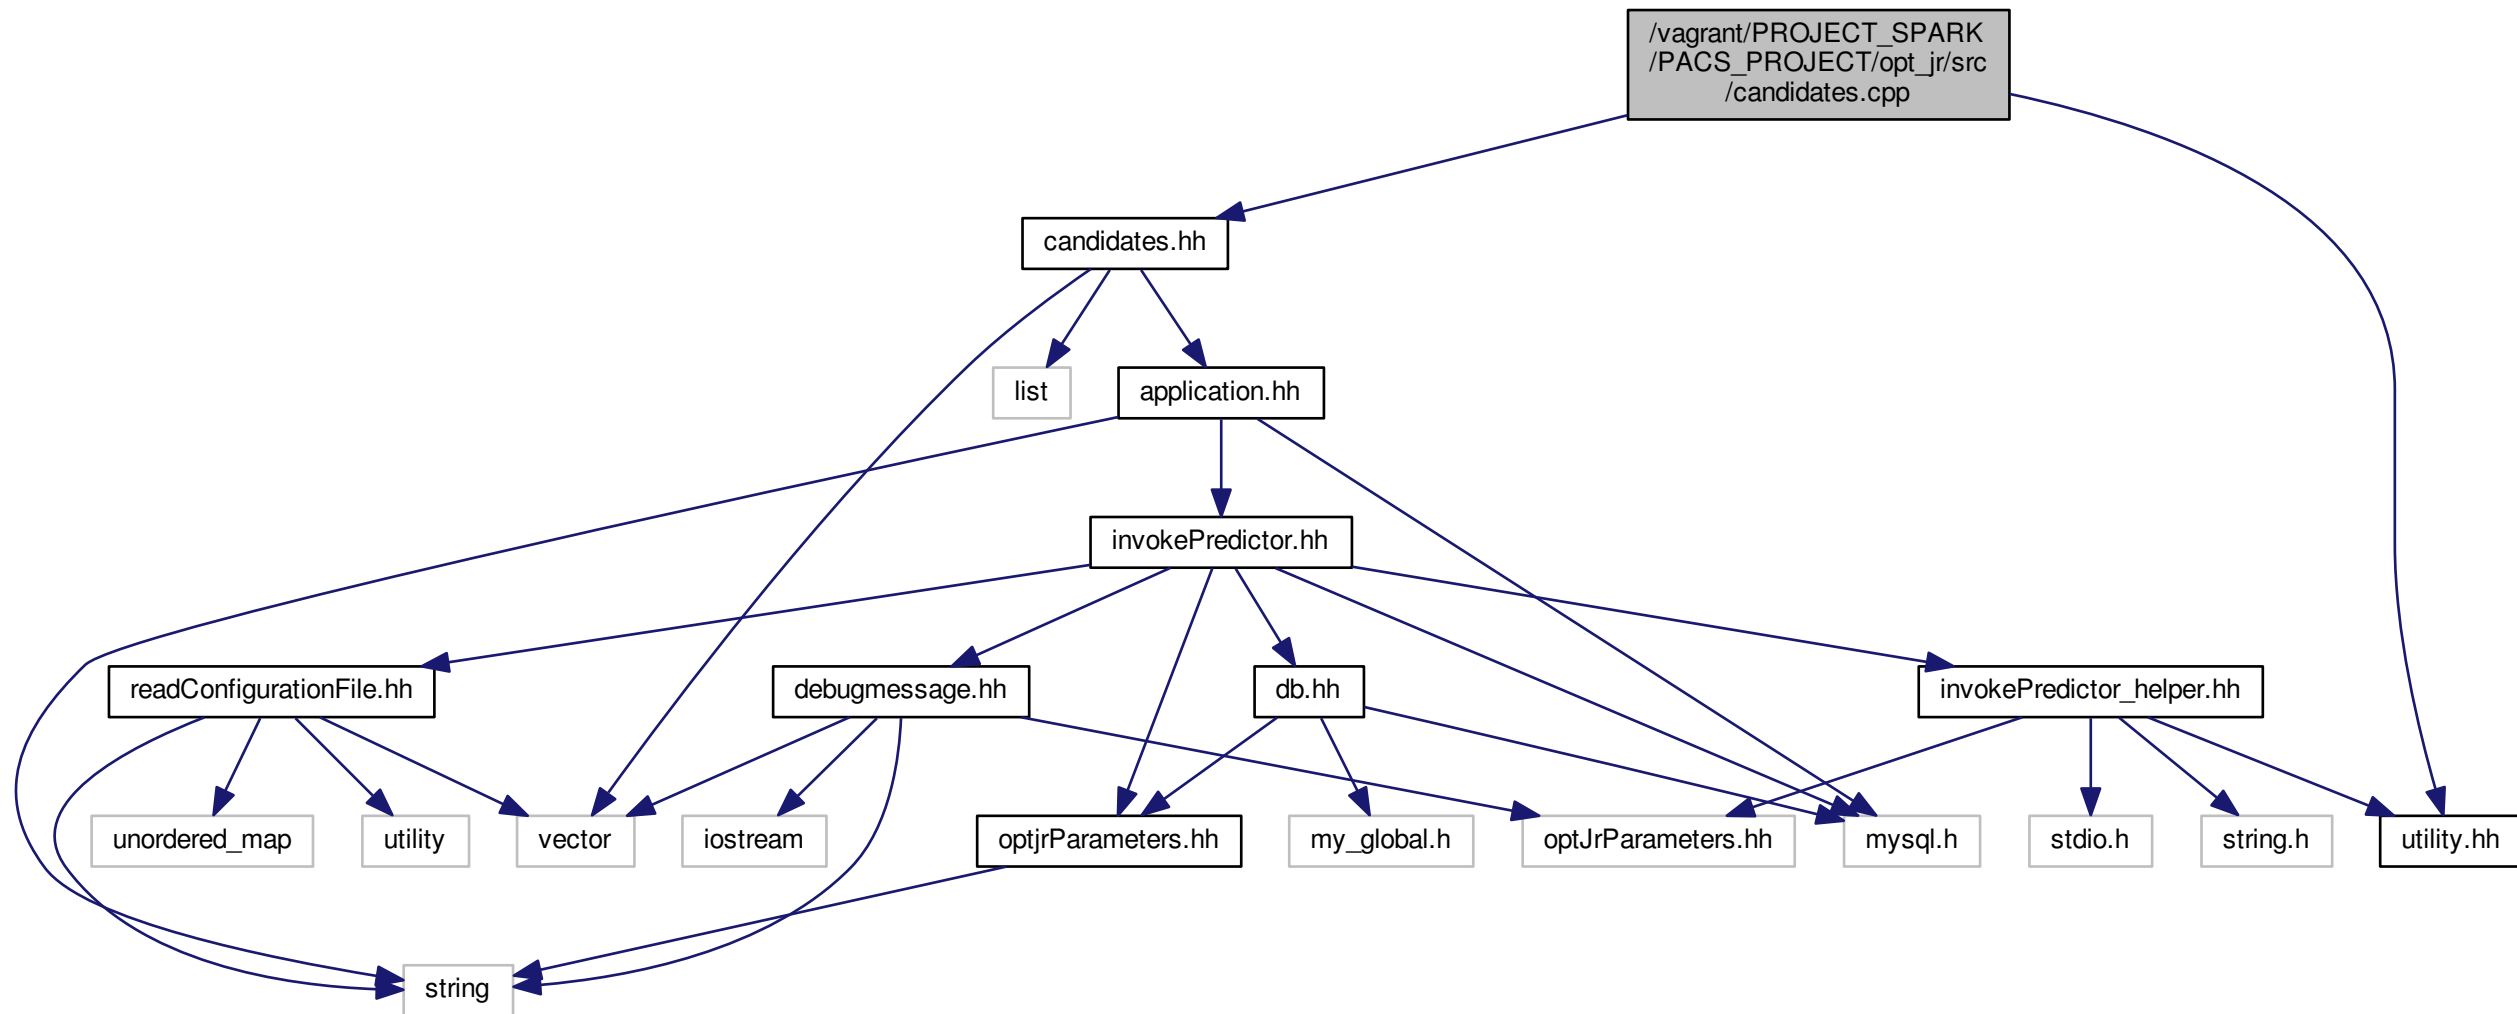 /vagrant/PROJECT_SPARK
/PACS_PROJECT/opt_jr/src
/candidates.cpp
candidates.hh
list
application.hh
invokePredictor.hh
readConfigurationFile.hh
debugmessage.hh
db.hh
invokePredictor_helper.hh
unordered_map
utility
vector
iostream
optjrParameters.hh
my_global.h
optJrParameters.hh
mysql.h
stdio.h
string.h
utility.hh
string